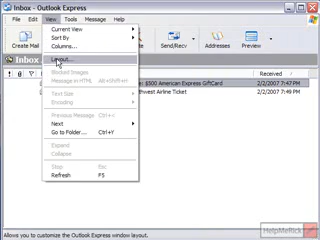 Inbox - Outlook Express
File Edit View Tools Message Help
Create Mail Send/Recv Addresses Preview
Current View
Sort By
Columns...
Layout...
Blocked Images
Message in HTML Alt+Shift+H
Text Size
Encoding
Previous Message Ctrl+<
Next
Go to Folder... Ctrl+Y
Expand
Collapse
Stop Esc
Refresh F5
Inbox
Received
$500 American Express GiftCard 2/2/2007 7:47 PM
hwest Airline Ticket 2/2/2007 7:49 PM
Allows you to customize the Outlook Express window layout.
HelpMeRick